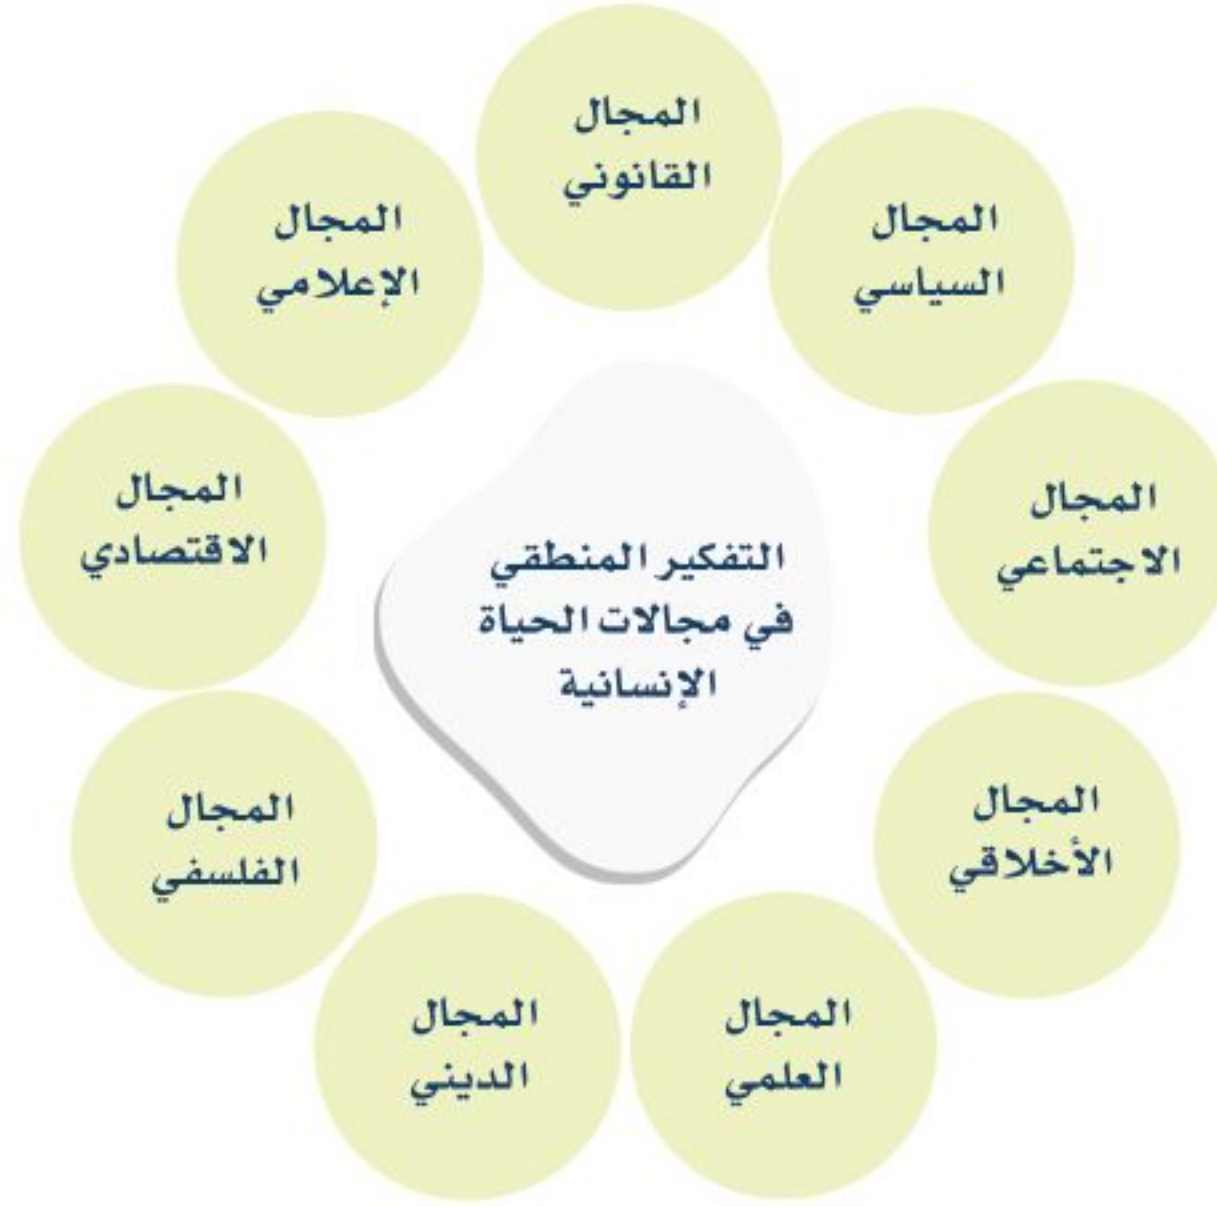 التفكير المنطقي
في مجالات الحياة
الإنسانية
المجال
القانوني
المجال
السياسي
المجال
الاجتماعي
المجال
الأخلاقي
المجال
العلمي
المجال
الديني
المجال
الفلسفي
المجال
الاقتصادي
المجال
الإعلامي